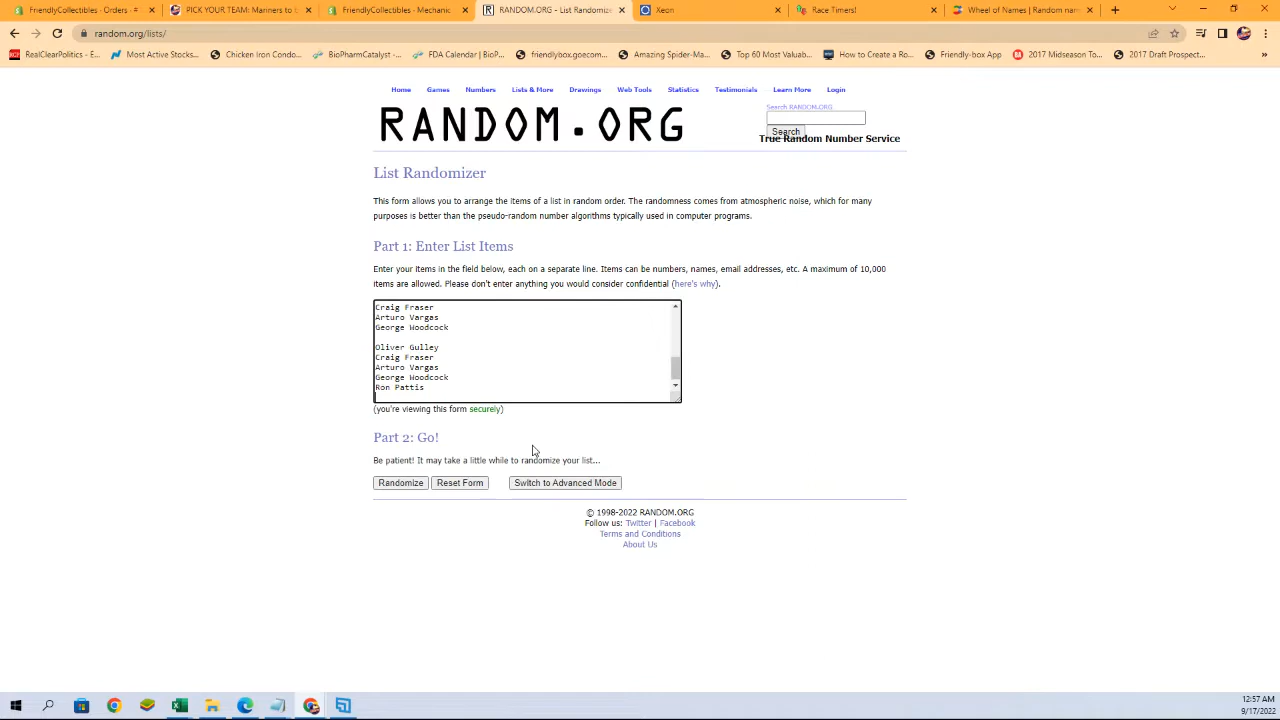 FriendlyCollectibles - Orders - #
PICK YOUR TEAM: Mariners to
FriendlyCollectibles - Mechanic
RANDOM.ORG - List Randomize
Xeon
Race Timers!
Wheel of Names | Random nam
random.org/lists/
RealClearPolitics - E...
Most Active Stocks...
Chicken Iron Condo...
BioPharmCatalyst -...
FDA Calendar | BioP...
friendlybox.goecom...
Amazing Spider-Ma...
Top 60 Most Valuab...
How to Create a Ro...
Friendly-box App
2017 Midseason To...
2017 Draft Prospect...
Home Games Numbers Lists & More Drawings Web Tools Statistics Testimonials Learn More Login
RANDOM.ORG
Search RANDOM.ORG
Search
True Random Number Service
List Randomizer
This form allows you to arrange the items of a list in random order. The randomness comes from atmospheric noise, which for many
purposes is better than the pseudo-random number algorithms typically used in computer programs.
Part 1: Enter List Items
Enter your items in the field below, each on a separate line. Items can be numbers, names, email addresses, etc. A maximum of 10,000
items are allowed. Please don't enter anything you would consider confidential (here's why).
Craig Fraser
Arturo Vargas
George Woodcock
Oliver Gulley
Craig Fraser
Arturo Vargas
George Woodcock
Ron Pattis
(you're viewing this form securely)
Part 2: Go!
Be patient! It may take a little while to randomize your list...
Randomize Reset Form Switch to Advanced Mode
© 1998-2022 RANDOM.ORG
Follow us: Twitter | Facebook
Terms and Conditions
About Us
12:57 AM
9/17/2022